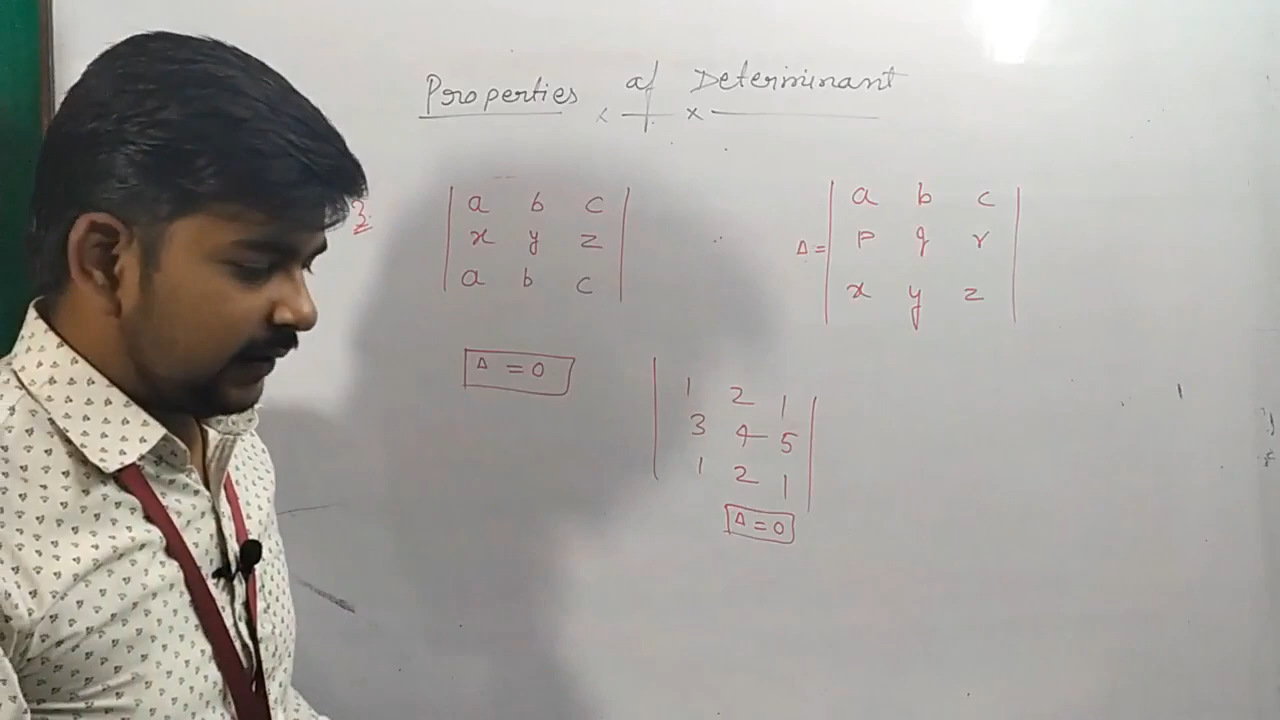 Properties of Determinant
× ×
3.
| a b c |
| x y z |
| a b c |
Δ = 0
Δ = | a b c |
| p q r |
| x y z |
| 1 2 1 |
| 3 4 5 |
| 1 2 1 |
Δ = 0